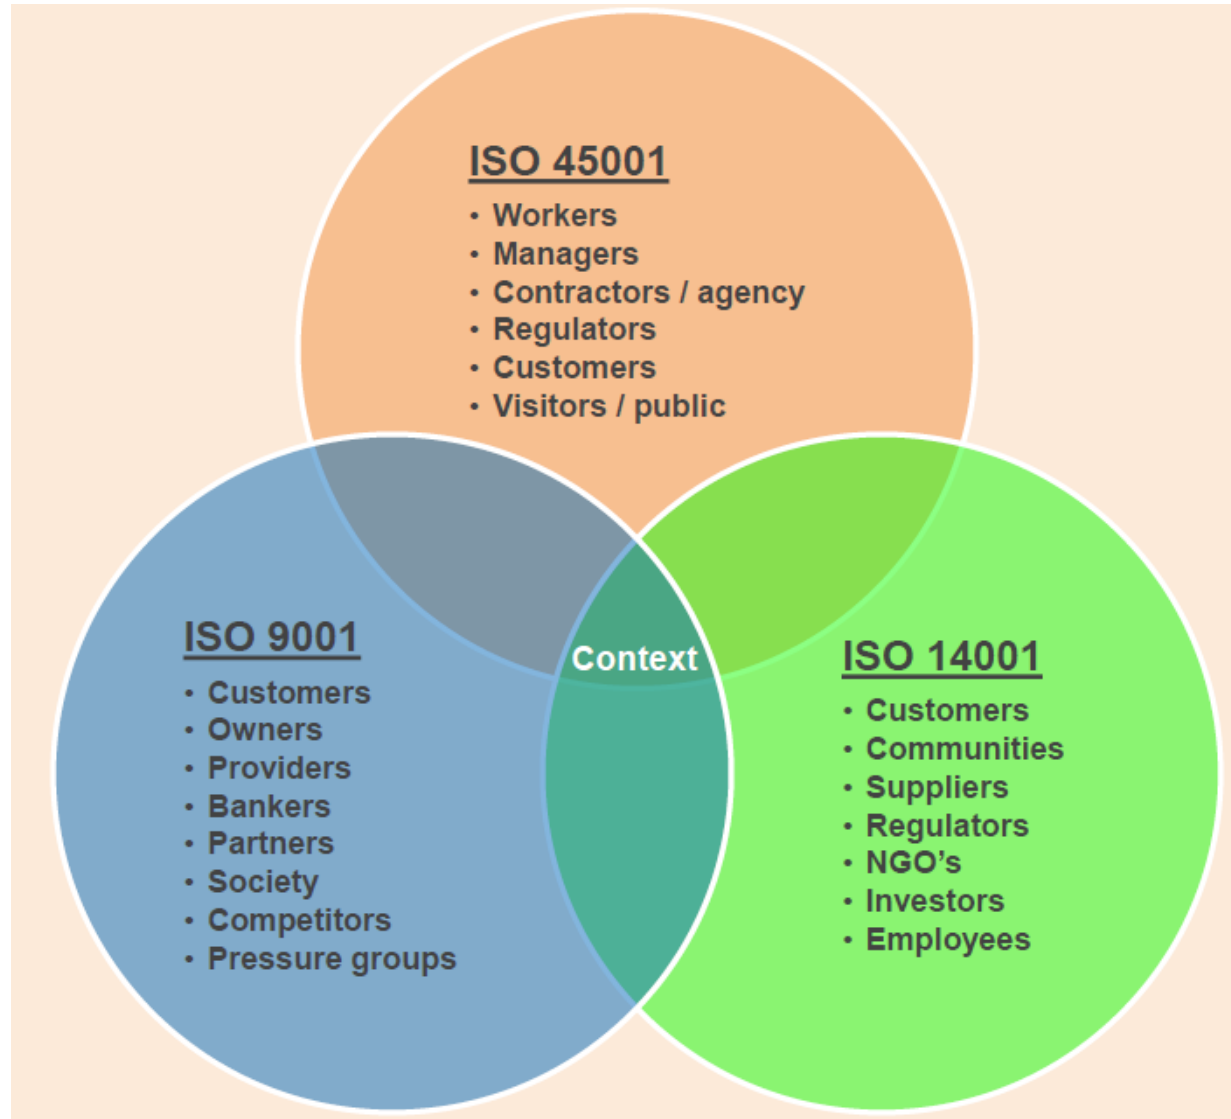 ISO 45001
• Workers
• Managers
• Contractors / agency
• Regulators
• Customers
• Visitors / public
ISO 9001
• Customers
• Owners
• Providers
• Bankers
• Partners
• Society
• Competitors
• Pressure groups
Context
ISO 14001
• Customers
• Communities
• Suppliers
• Regulators
• NGO’s
• Investors
• Employees